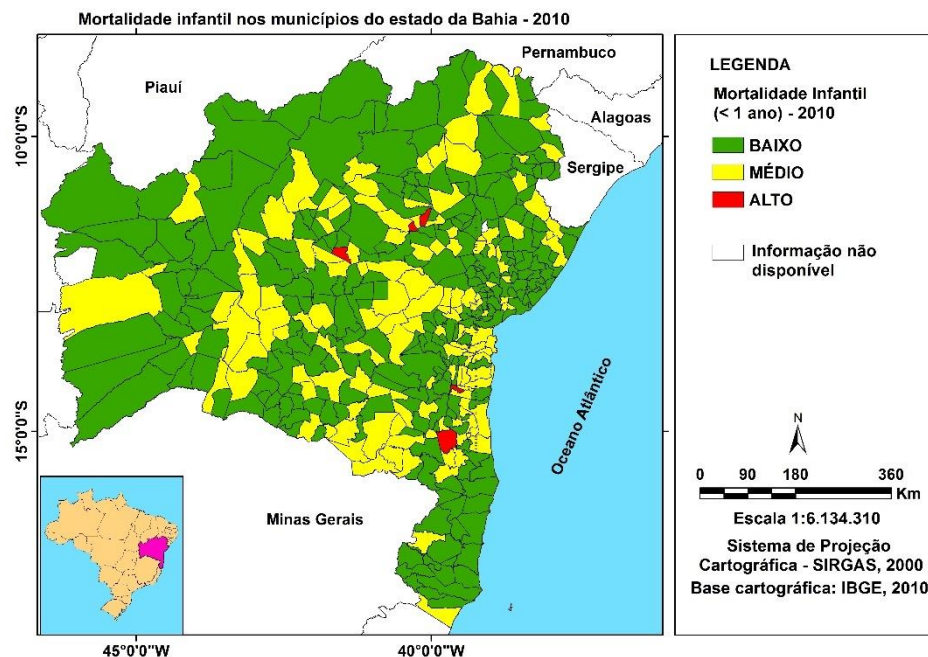 Mortalidade infantil nos municípios do estado da Bahia - 2010
Pernambuco
Piauí
Alagoas
Sergipe
10°0'0"S
15°0'0"S
Oceano Atlântico
Minas Gerais
45°0'0"W
40°0'0"W
LEGENDA
Mortalidade Infantil
(< 1 ano) - 2010
BAIXO
MÉDIO
ALTO
Informação não
disponível
N
0 90 180 360
Km
Escala 1:6.134.310
Sistema de Projeção
Cartográfica - SIRGAS, 2000
Base cartográfica: IBGE, 2010